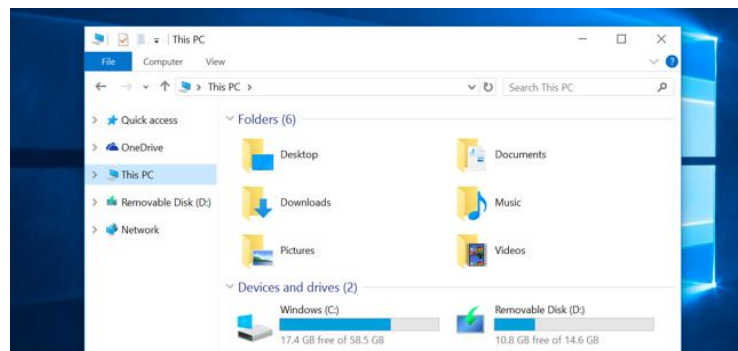 This PC
File Computer View
This PC
Search This PC
Quick access
OneDrive
This PC
Removable Disk (D:)
Network
Folders (6)
Desktop
Documents
Downloads
Music
Pictures
Videos
Devices and drives (2)
Windows (C:)
17.4 GB free of 58.5 GB
Removable Disk (D:)
10.8 GB free of 14.6 GB